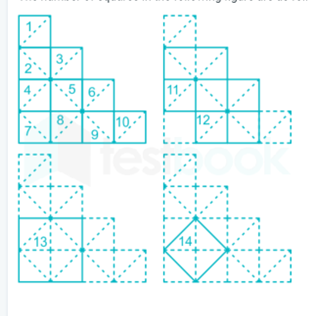 The number of squares in the following figure are as follows
1
2 3
4 5 6
7 8 9 10
11
12
13
14
testbook